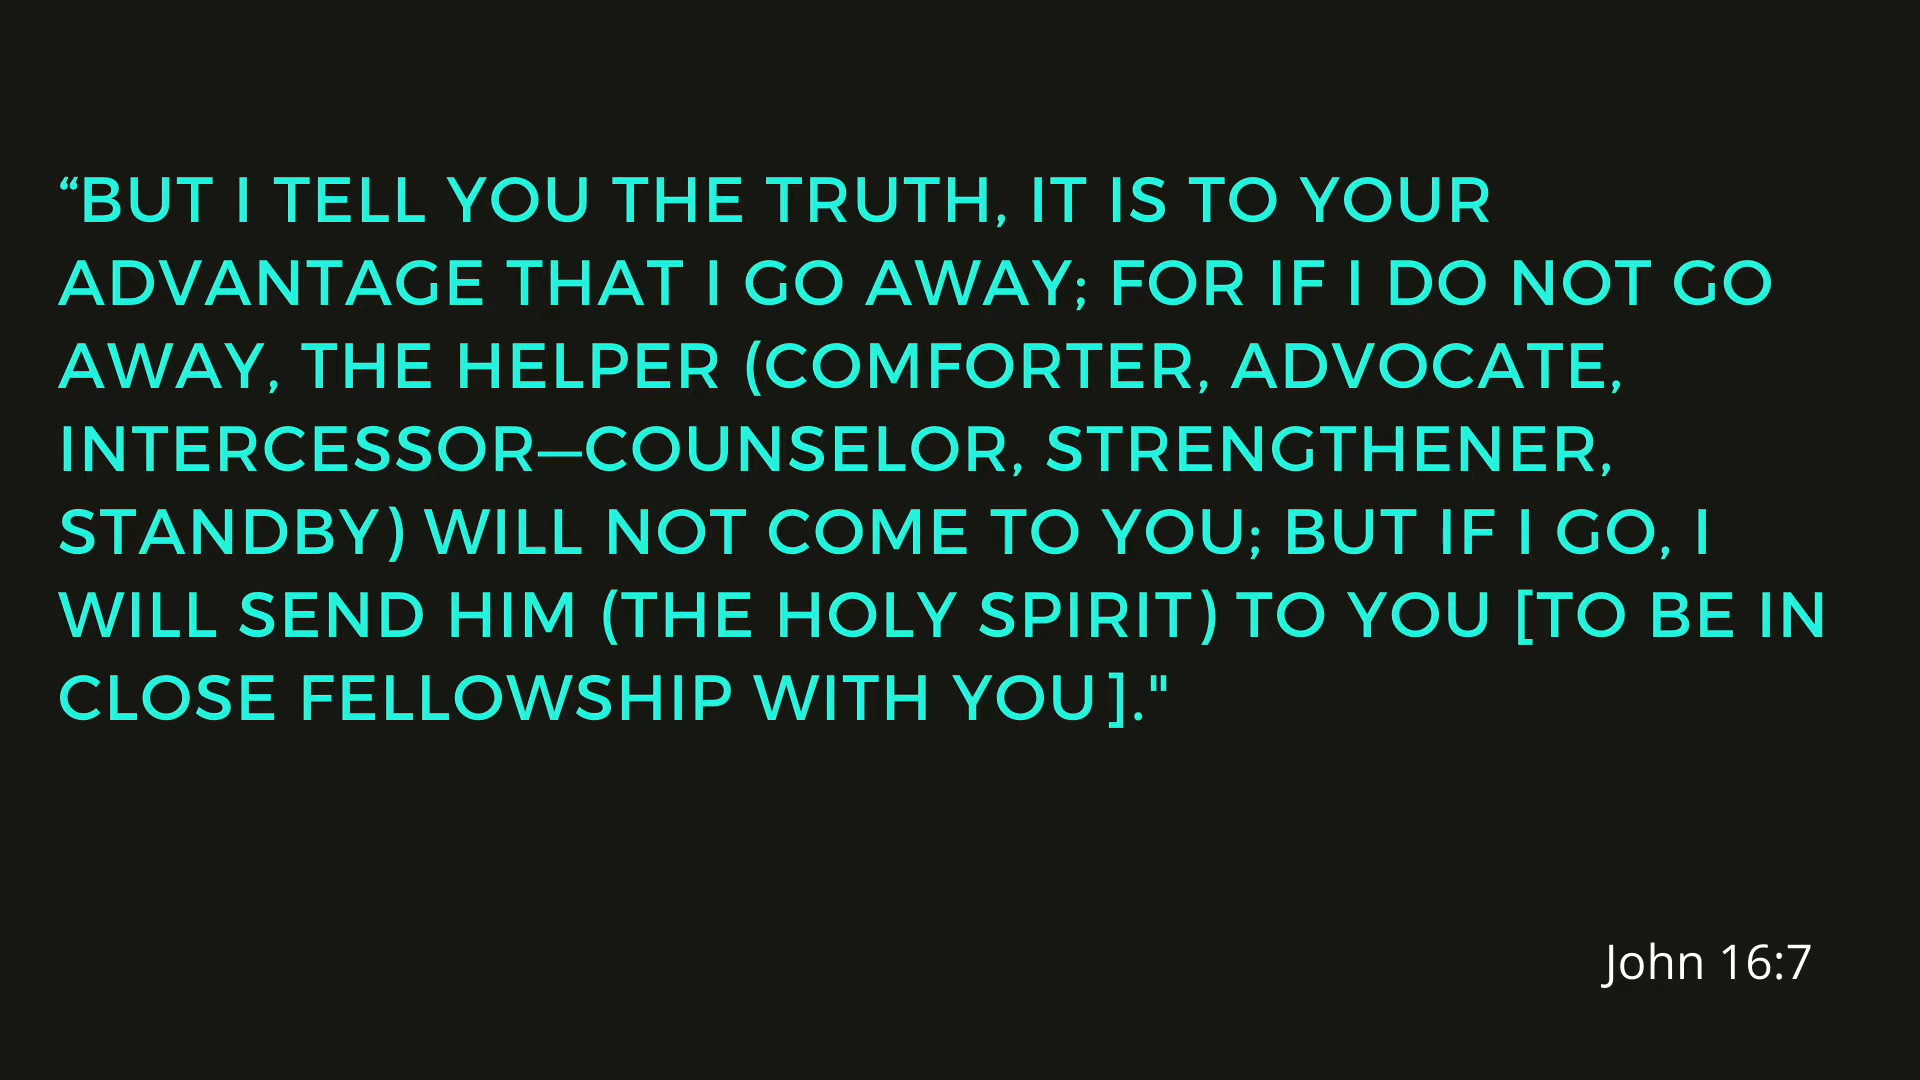 “BUT I TELL YOU THE TRUTH, IT IS TO YOUR
ADVANTAGE THAT I GO AWAY; FOR IF I DO NOT GO
AWAY, THE HELPER (COMFORTER, ADVOCATE,
INTERCESSOR—COUNSELOR, STRENGTHENER,
STANDBY) WILL NOT COME TO YOU; BUT IF I GO, I
WILL SEND HIM (THE HOLY SPIRIT) TO YOU [TO BE IN
CLOSE FELLOWSHIP WITH YOU]."
John 16:7